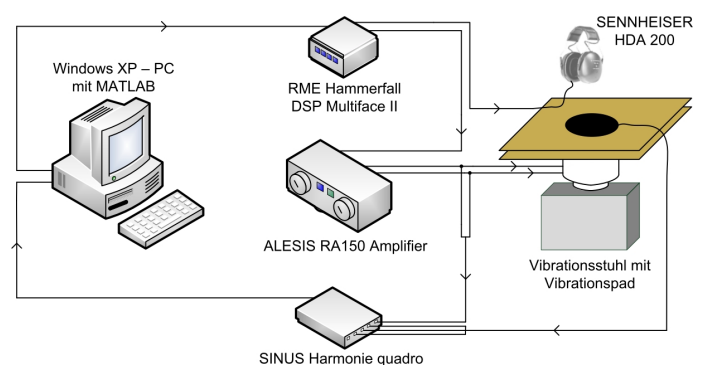 SENNHEISER
HDA 200
Windows XP – PC
mit MATLAB
RME Hammerfall
DSP Multiface II
ALESIS RA150 Amplifier
Vibrationsstuhl mit
Vibrationspad
SINUS Harmonie quadro